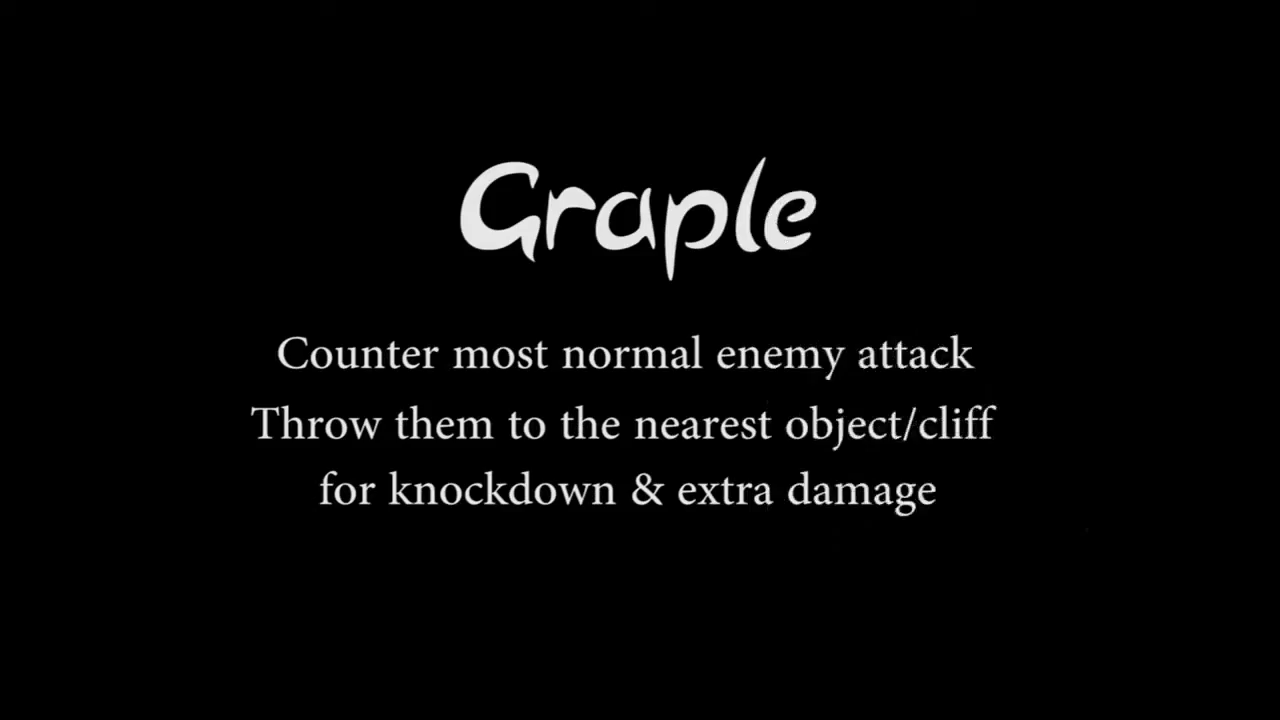 Graple
Counter most normal enemy attack
Throw them to the nearest object/cliff
for knockdown & extra damage